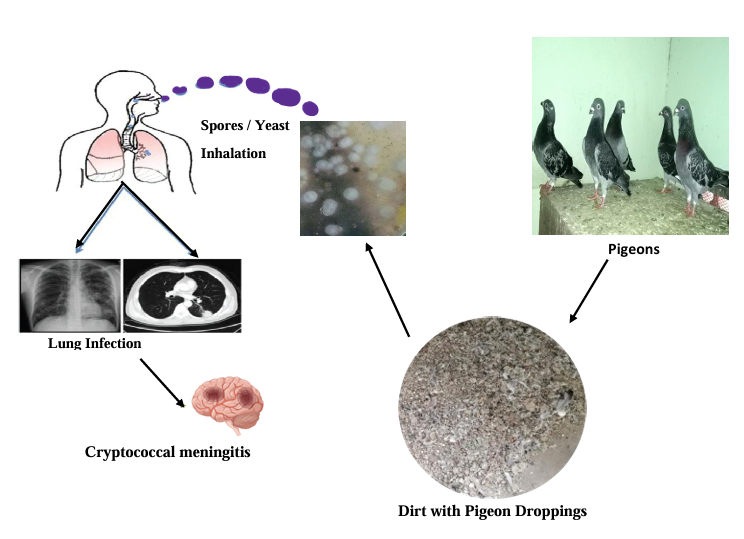 Spores / Yeast
Inhalation
Pigeons
Lung Infection
Cryptococcal meningitis
Dirt with Pigeon Droppings